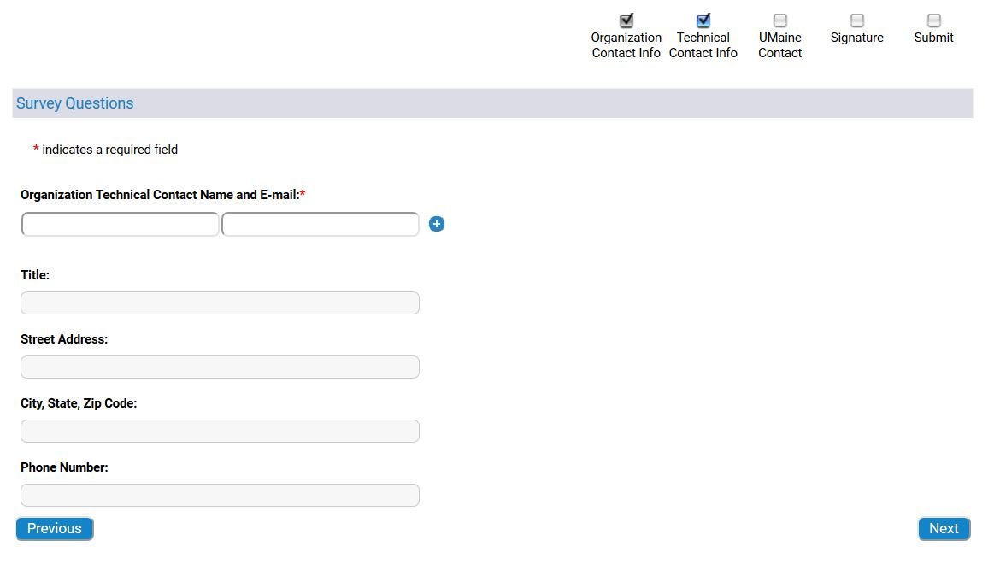 Organization Contact Info
Technical Contact Info
UMaine Contact
Signature
Submit
Survey Questions
* indicates a required field
Organization Technical Contact Name and E-mail:*
Title:
Street Address:
City, State, Zip Code:
Phone Number:
Previous
Next